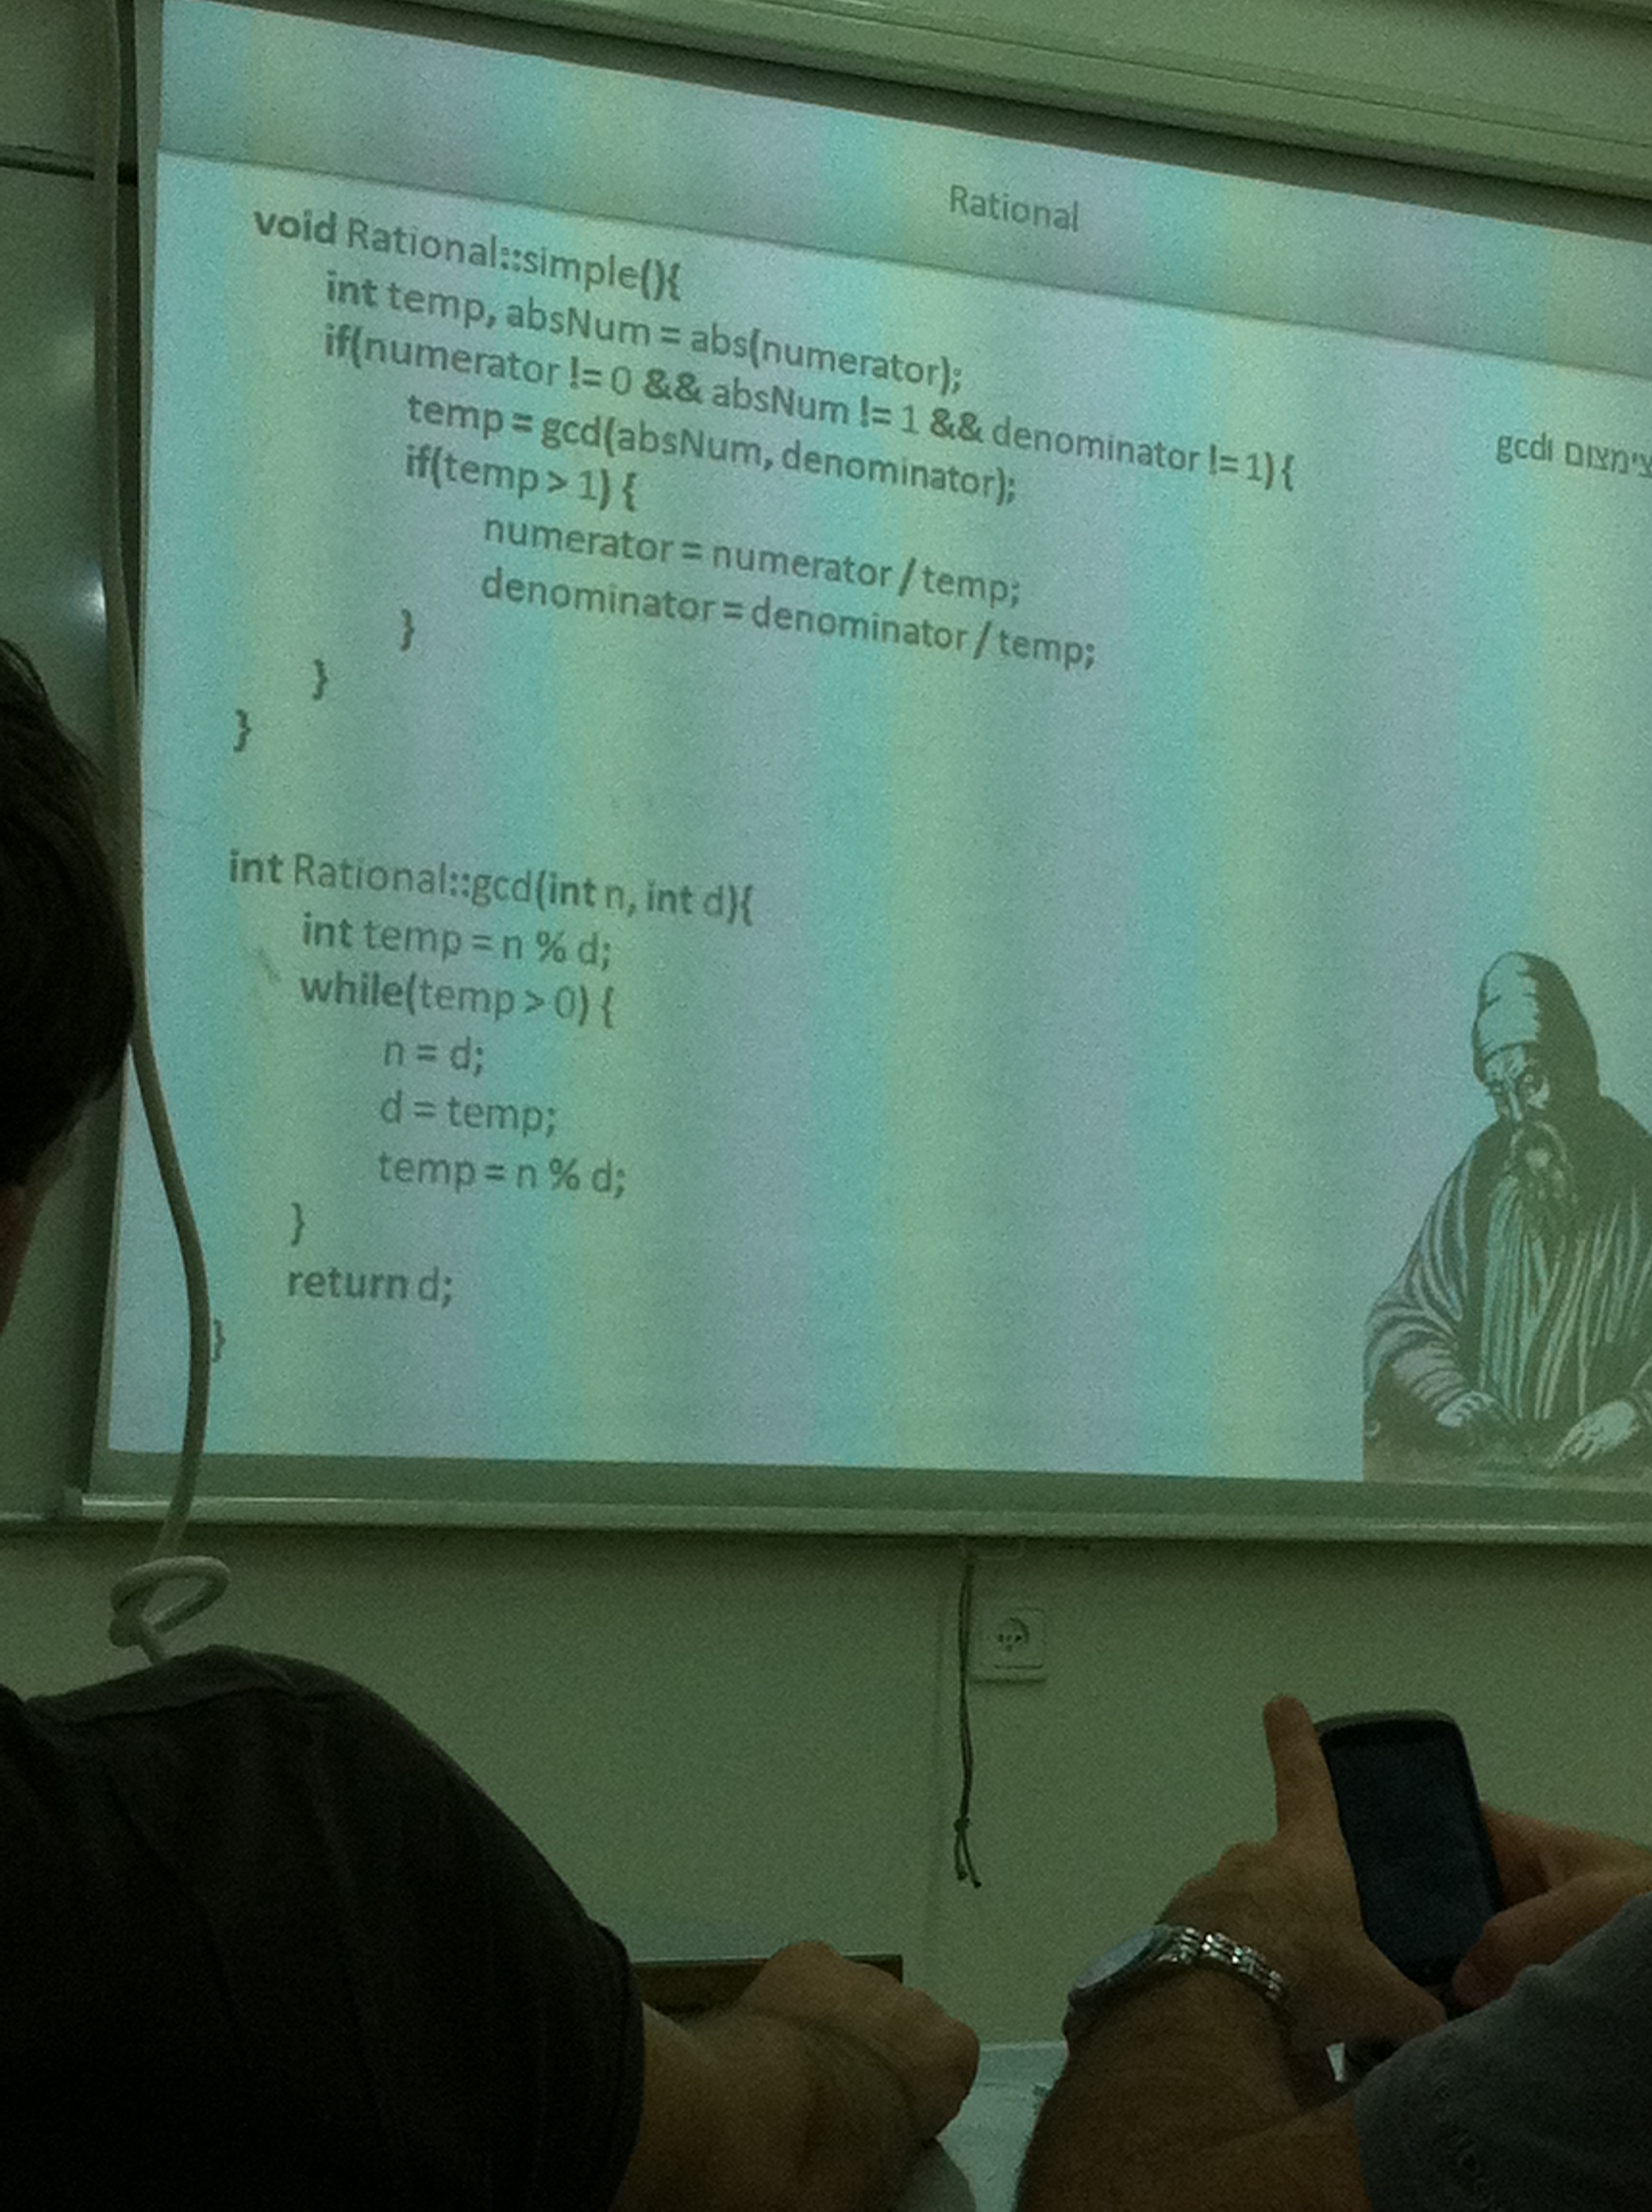 Rational
void Rational::simple(){
int temp, absNum = abs(numerator);
if(numerator != 0 && absNum != 1 && denominator != 1) {
temp = gcd(absNum, denominator);
if(temp > 1) {
numerator = numerator / temp;
denominator = denominator / temp;
}
}
}
gcdו
int Rational::gcd(int n, int d){
int temp = n % d;
while(temp > 0) {
n = d;
d = temp;
temp = n % d;
}
return d;
}